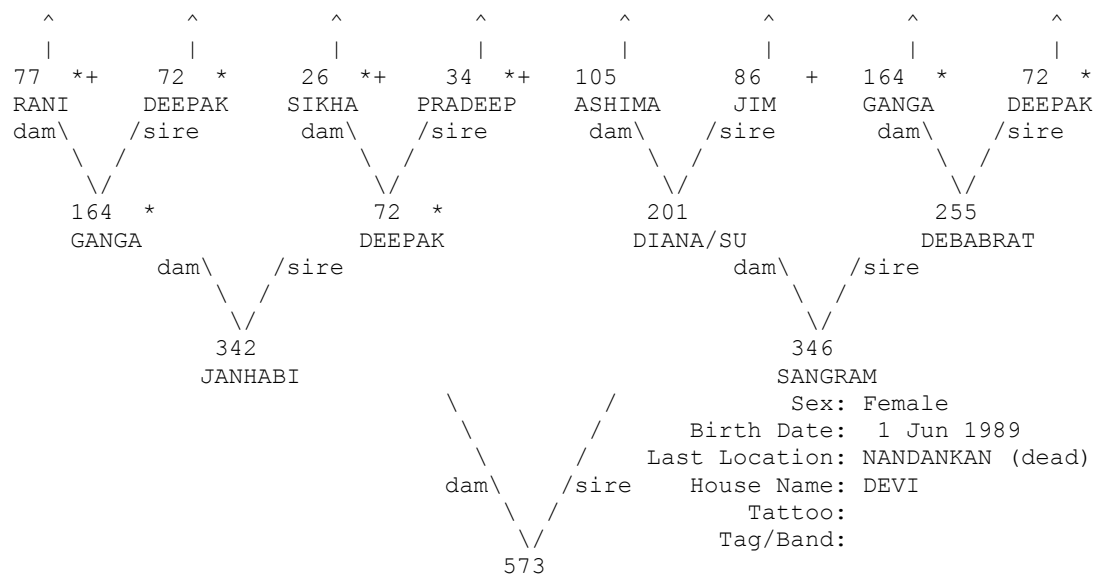 ^ ^ ^ ^ ^ ^ ^ ^
| | | | | | | |
77 *+ 72 * 26 *+ 34 *+ 105 86 + 164 * 72 *
RANI DEEPAK SIKHA PRADEEP ASHIMA JIM GANGA DEEPAK
dam\ /sire dam\ /sire dam\ /sire dam\ /sire
\ / \ / \ / \ /
\/ \/ \/ \/
164 * 72 * 201 255
GANGA DEEPAK DIANA/SU DEBABRAT
dam\ /sire dam\ /sire
\ / \ /
\/ \/
342 346
JANHABI SANGRAM
\ / Sex: Female
\ / Birth Date: 1 Jun 1989
\ / Last Location: NANDANKAN (dead)
dam\ /sire House Name: DEVI
\ / Tattoo:
\/ Tag/Band:
573